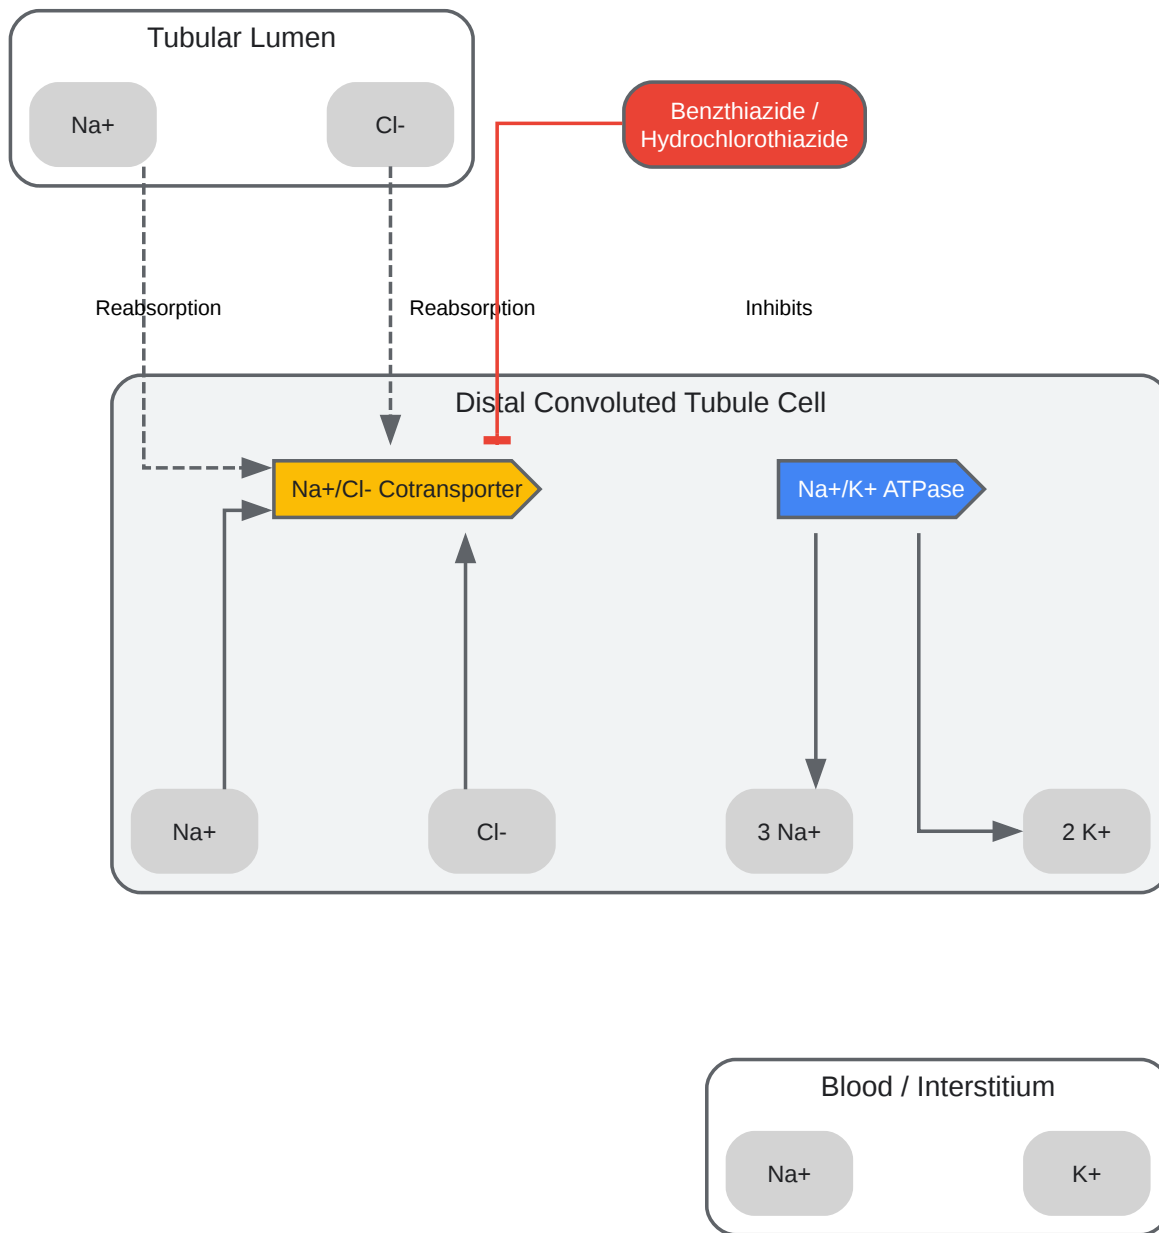 Tubular Lumen
Na+
Cl-
Benzthiazide /
Hydrochlorothiazide
Reabsorption
Reabsorption
Inhibits
Distal Convoluted Tubule Cell
Na+/Cl- Cotransporter
Na+/K+ ATPase
Na+
Cl-
3 Na+
2 K+
Blood / Interstitium
Na+
K+